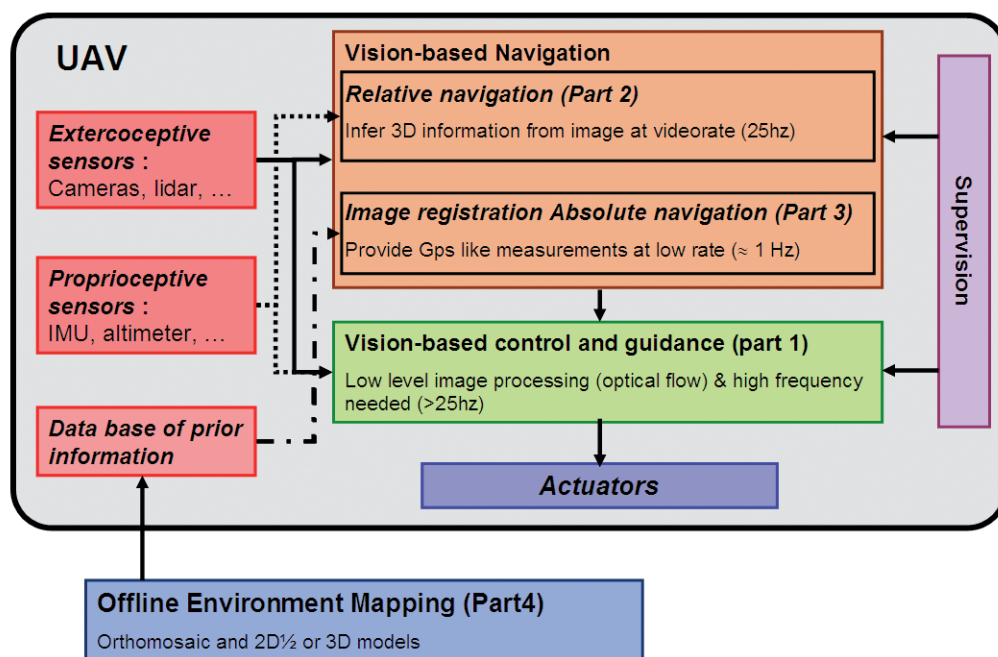 UAV
Extercoceptive
sensors :
Cameras, lidar, …
Proprioceptive
sensors :
IMU, altimeter, …
Data base of prior
information
Vision-based Navigation
Relative navigation (Part 2)
Infer 3D information from image at videorate (25hz)
Image registration Absolute navigation (Part 3)
Provide Gps like measurements at low rate (≈ 1 Hz)
Vision-based control and guidance (part 1)
Low level image processing (optical flow) & high frequency
needed (>25hz)
Actuators
Supervision
Offline Environment Mapping (Part4)
Orthomosaic and 2D½ or 3D models